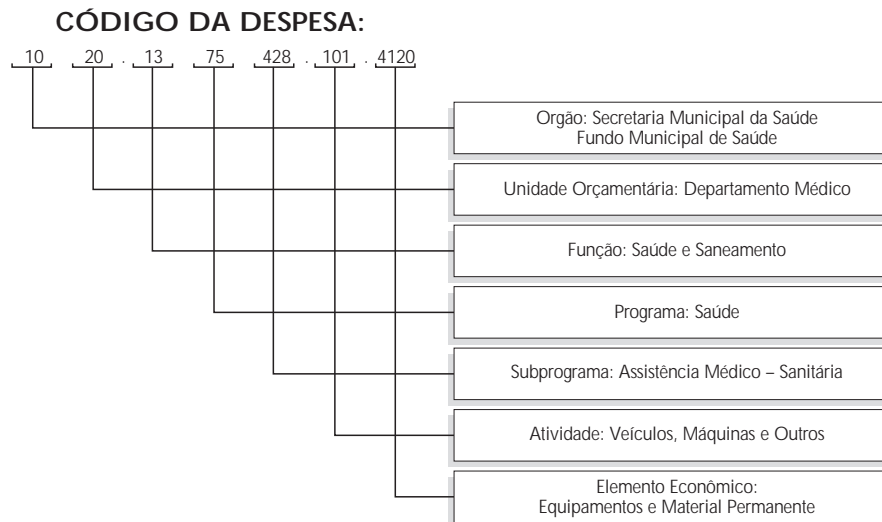 CÓDIGO DA DESPESA:
10 20 . 13 75 428 . 101 . 4120
Orgão: Secretaria Municipal da Saúde
Fundo Municipal de Saúde
Unidade Orçamentária: Departamento Médico
Função: Saúde e Saneamento
Programa: Saúde
Subprograma: Assistência Médico – Sanitária
Atividade: Veículos, Máquinas e Outros
Elemento Econômico:
Equipamentos e Material Permanente